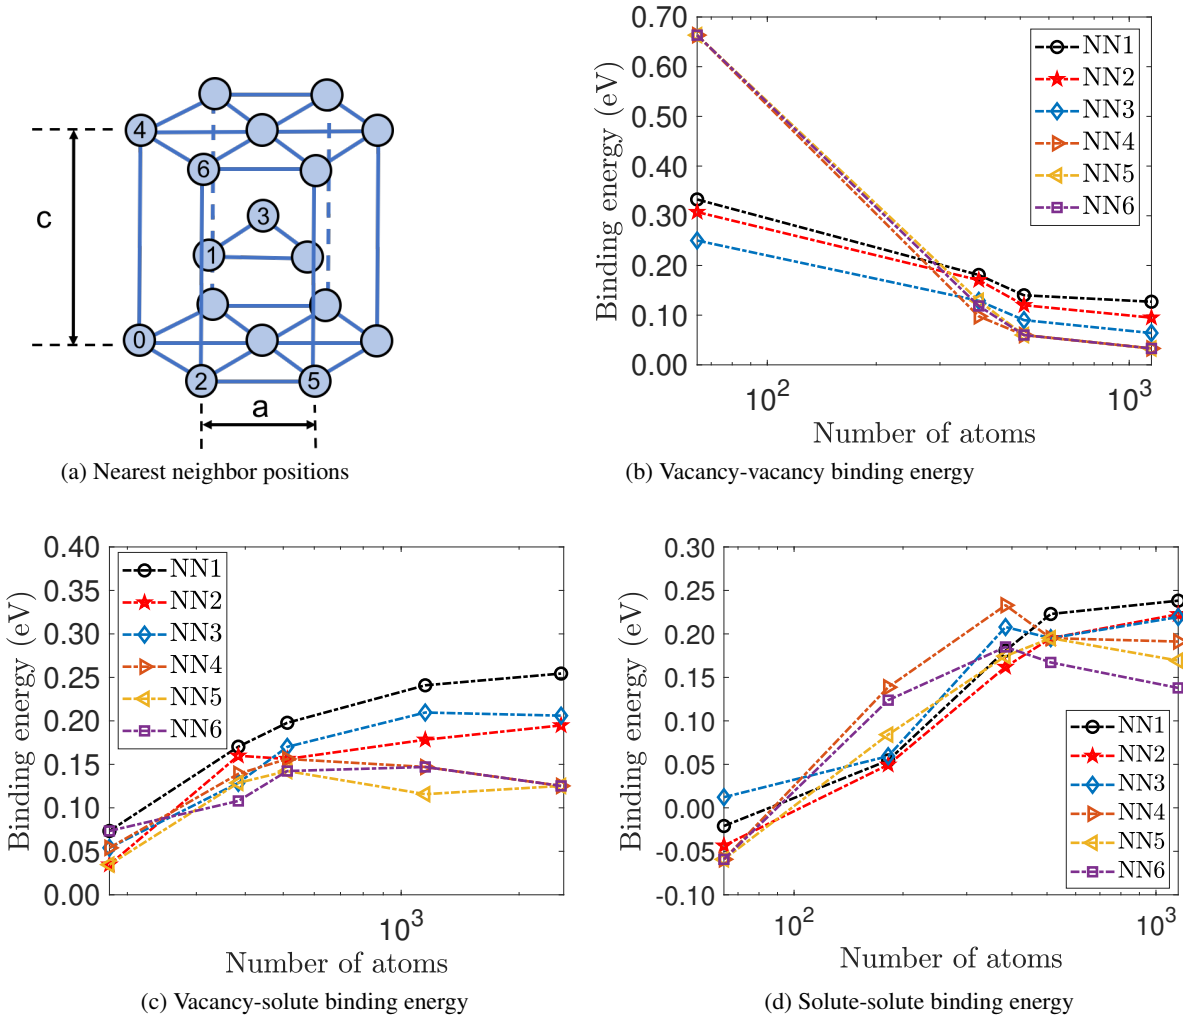 4
6
3
c
1
0
2
5
a
(a) Nearest neighbor positions
0.70
0.60
0.50
0.40
0.30
0.20
0.10
0.00
Binding energy (eV)
NN1
NN2
NN3
NN4
NN5
NN6
10²
10³
Number of atoms
(b) Vacancy-vacancy binding energy
0.40
0.35
0.30
0.25
0.20
0.15
0.10
0.05
0.00
Binding energy (eV)
NN1
NN2
NN3
NN4
NN5
NN6
10³
Number of atoms
(c) Vacancy-solute binding energy
0.30
0.25
0.20
0.15
0.10
0.05
0.00
-0.05
-0.10
Binding energy (eV)
NN1
NN2
NN3
NN4
NN5
NN6
10²
10³
Number of atoms
(d) Solute-solute binding energy